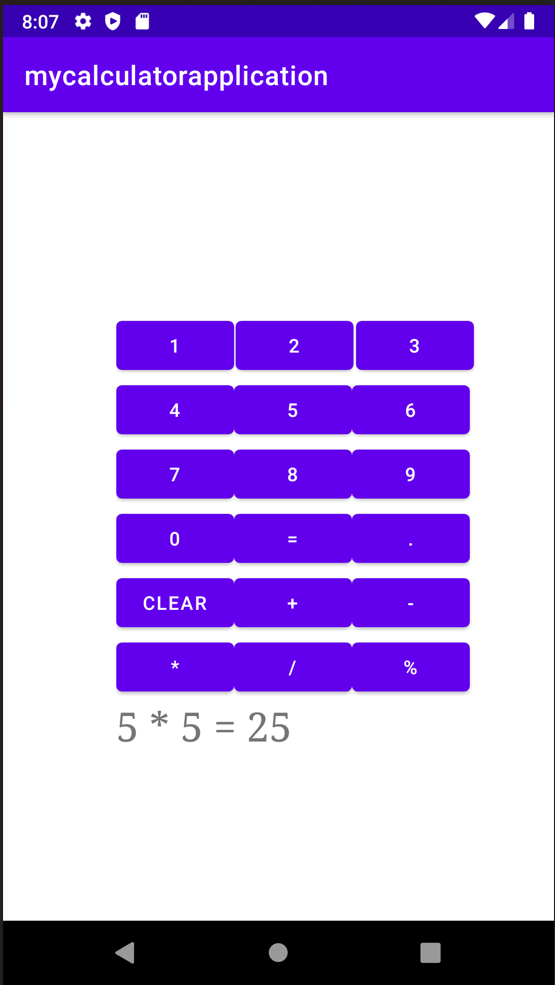 8:07
mycalculatorapplication
1 2 3
4 5 6
7 8 9
0 = .
CLEAR + -
* / %
5 * 5 = 25